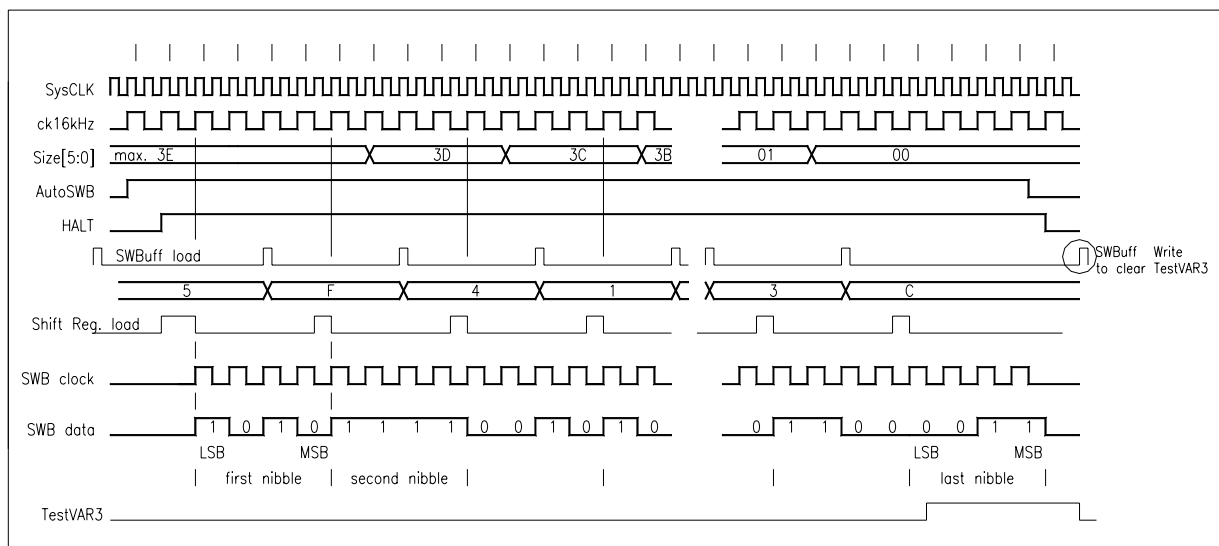 SysCLK
ck16kHz
Size[5:0] max. 3E 3D 3C 3B 01 00
AutoSWB
HALT
SWBuff load SWBuff Write
to clear TestVAR3
5 F 4 1 3 C
Shift Reg. load
SWB clock
SWB data 1 0 1 0 1 1 1 1 0 0 1 0 1 0 0 1 1 0 0 0 0 1 1
LSB MSB LSB MSB
first nibble second nibble last nibble
TestVAR3